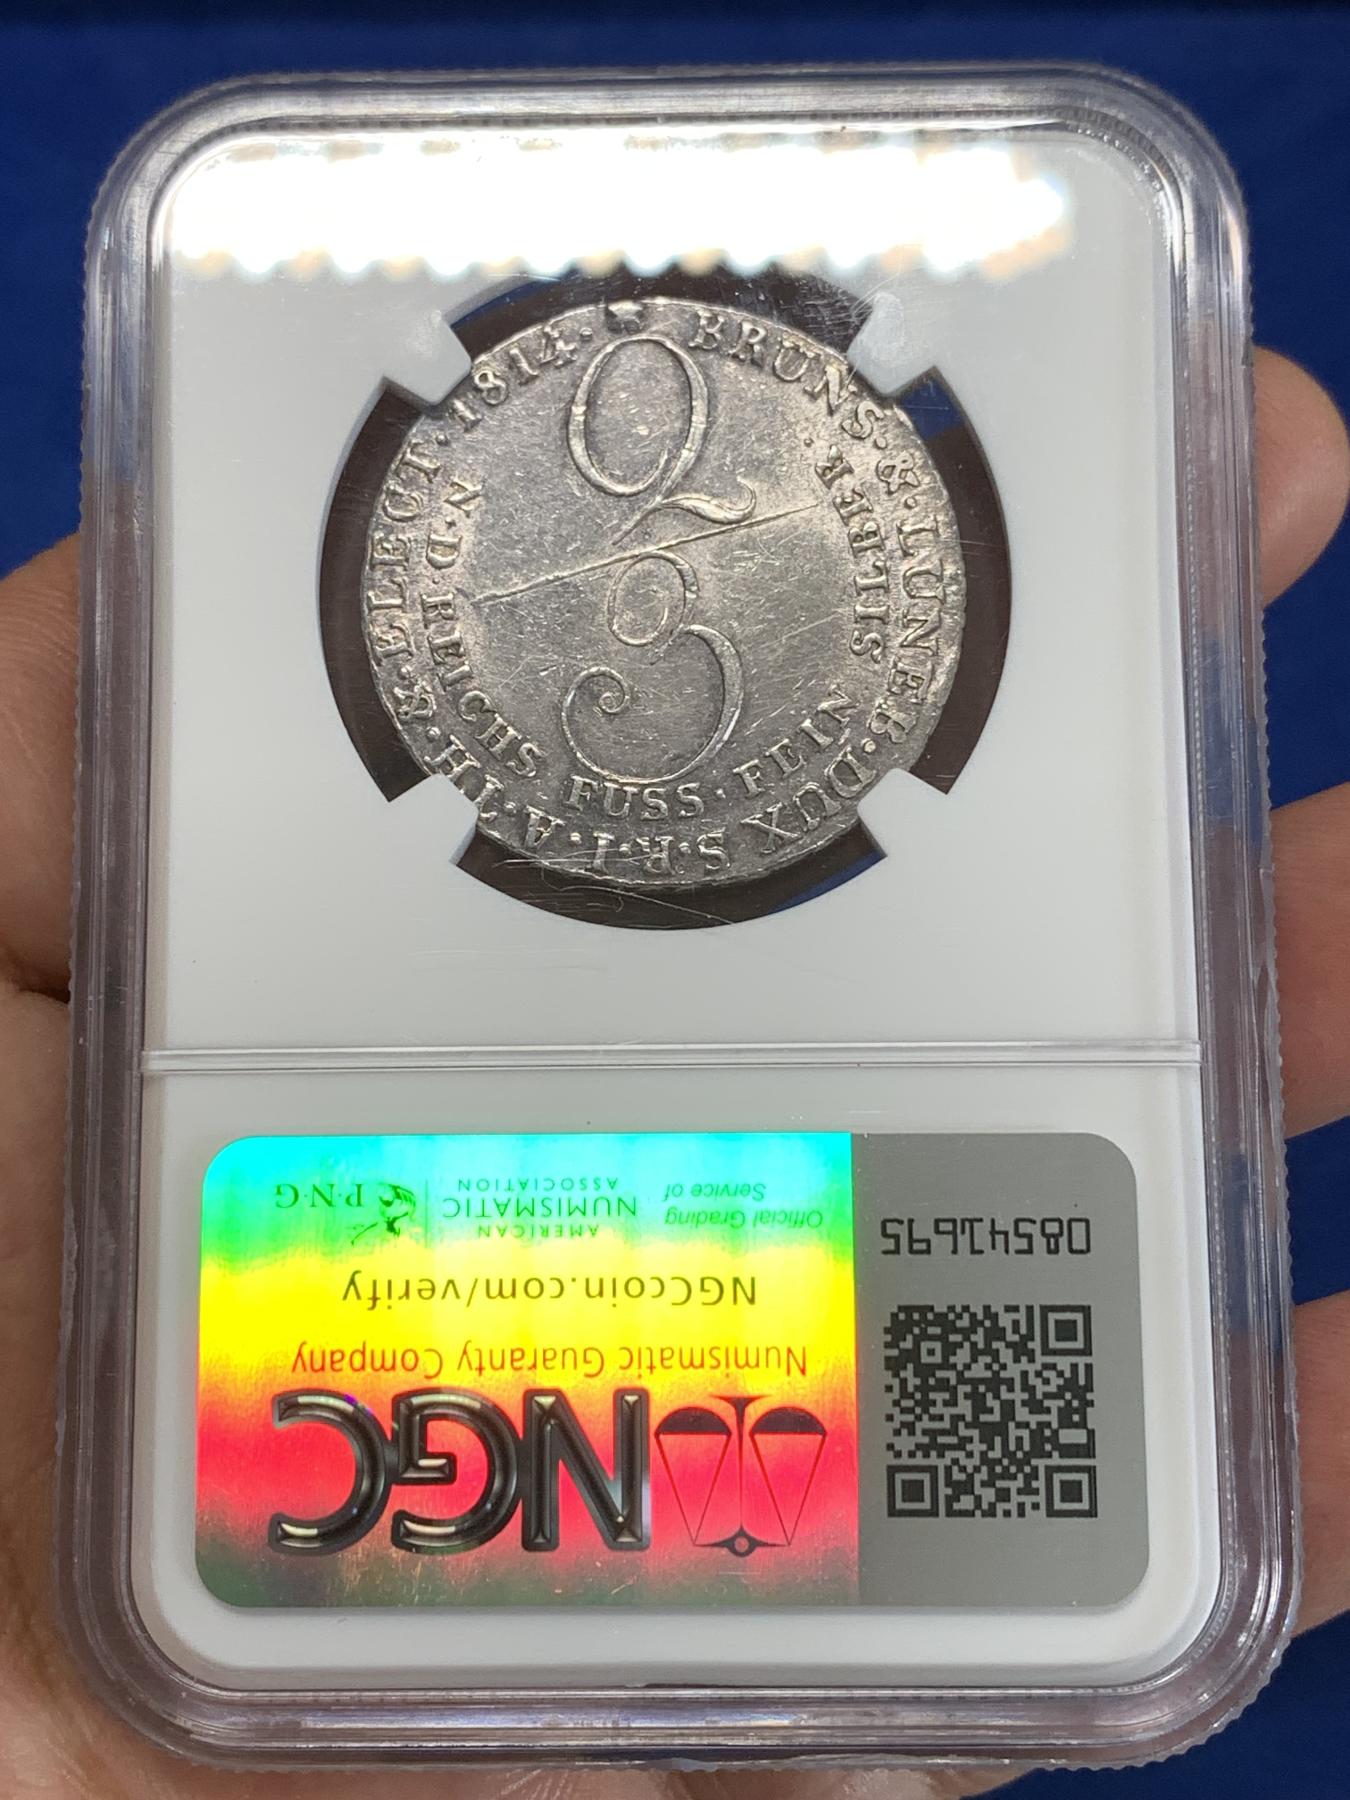 ★ BRUNS· & · LUNEB· DUX S·R·I·A·TH·&·ELECT·1814·
N·D·REICHS FUSS·FEIN SILBER·
2
3
NGC
Numismatic Guaranty Company
NGCcoin.com/verify
Official Grading
Service of
AMERICAN
NUMISMATIC
ASSOCIATION
P·N·G
08541695